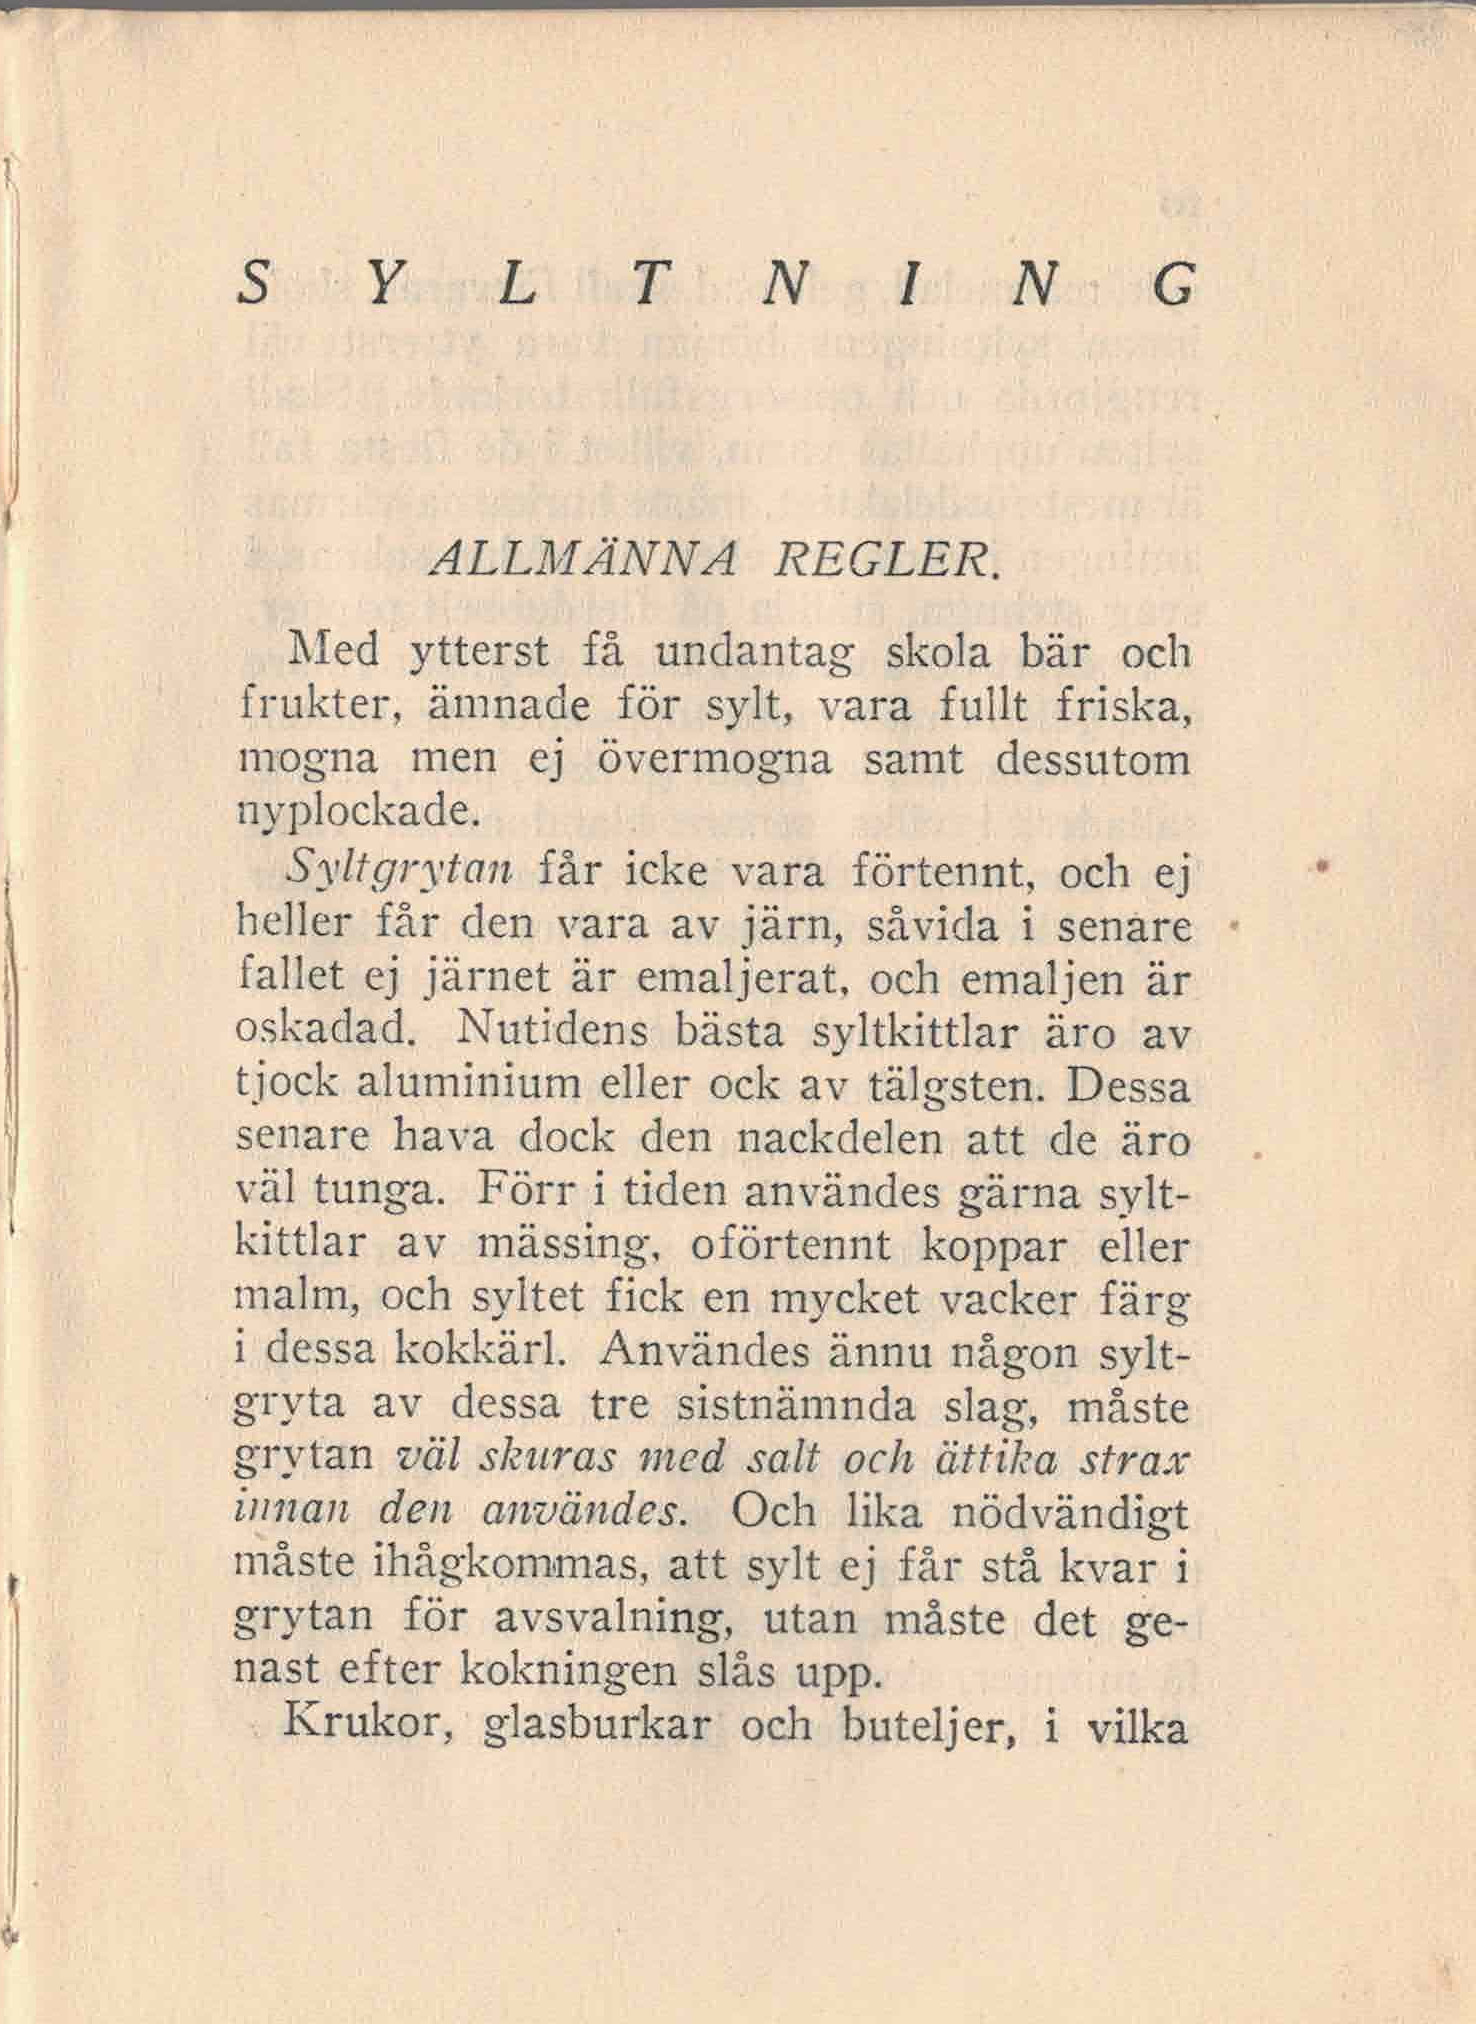 SYLTNING
ALLMÄNNA REGLER.
Med ytterst få undantag skola bär och
frukter, ämnade för sylt, vara fullt friska,
mogna men ej övermogna samt dessutom
nyplockade.
Syltgrytan får icke vara förtennt, och ej
heller får den vara av järn, såvida i senare
fallet ej järnet är emaljerat, och emaljen är
oskadad. Nutidens bästa syltkittlar äro av
tjock aluminium eller ock av tälgsten. Dessa
senare hava dock den nackdelen att de äro
väl tunga. Förr i tiden användes gärna sylt-
kittlar av mässing, oförtennt koppar eller
malm, och syltet fick en mycket vacker färg
i dessa kokkärl. Användes ännu någon sylt-
gryta av dessa tre sistnämnda slag, måste
grytan väl skuras med salt och ättika strax
innan den användes. Och lika nödvändigt
måste ihågkommas, att sylt ej får stå kvar i
grytan för avsvalning, utan måste det ge-
nast efter kokningen slås upp.
Krukor, glasburkar och buteljer, i vilka